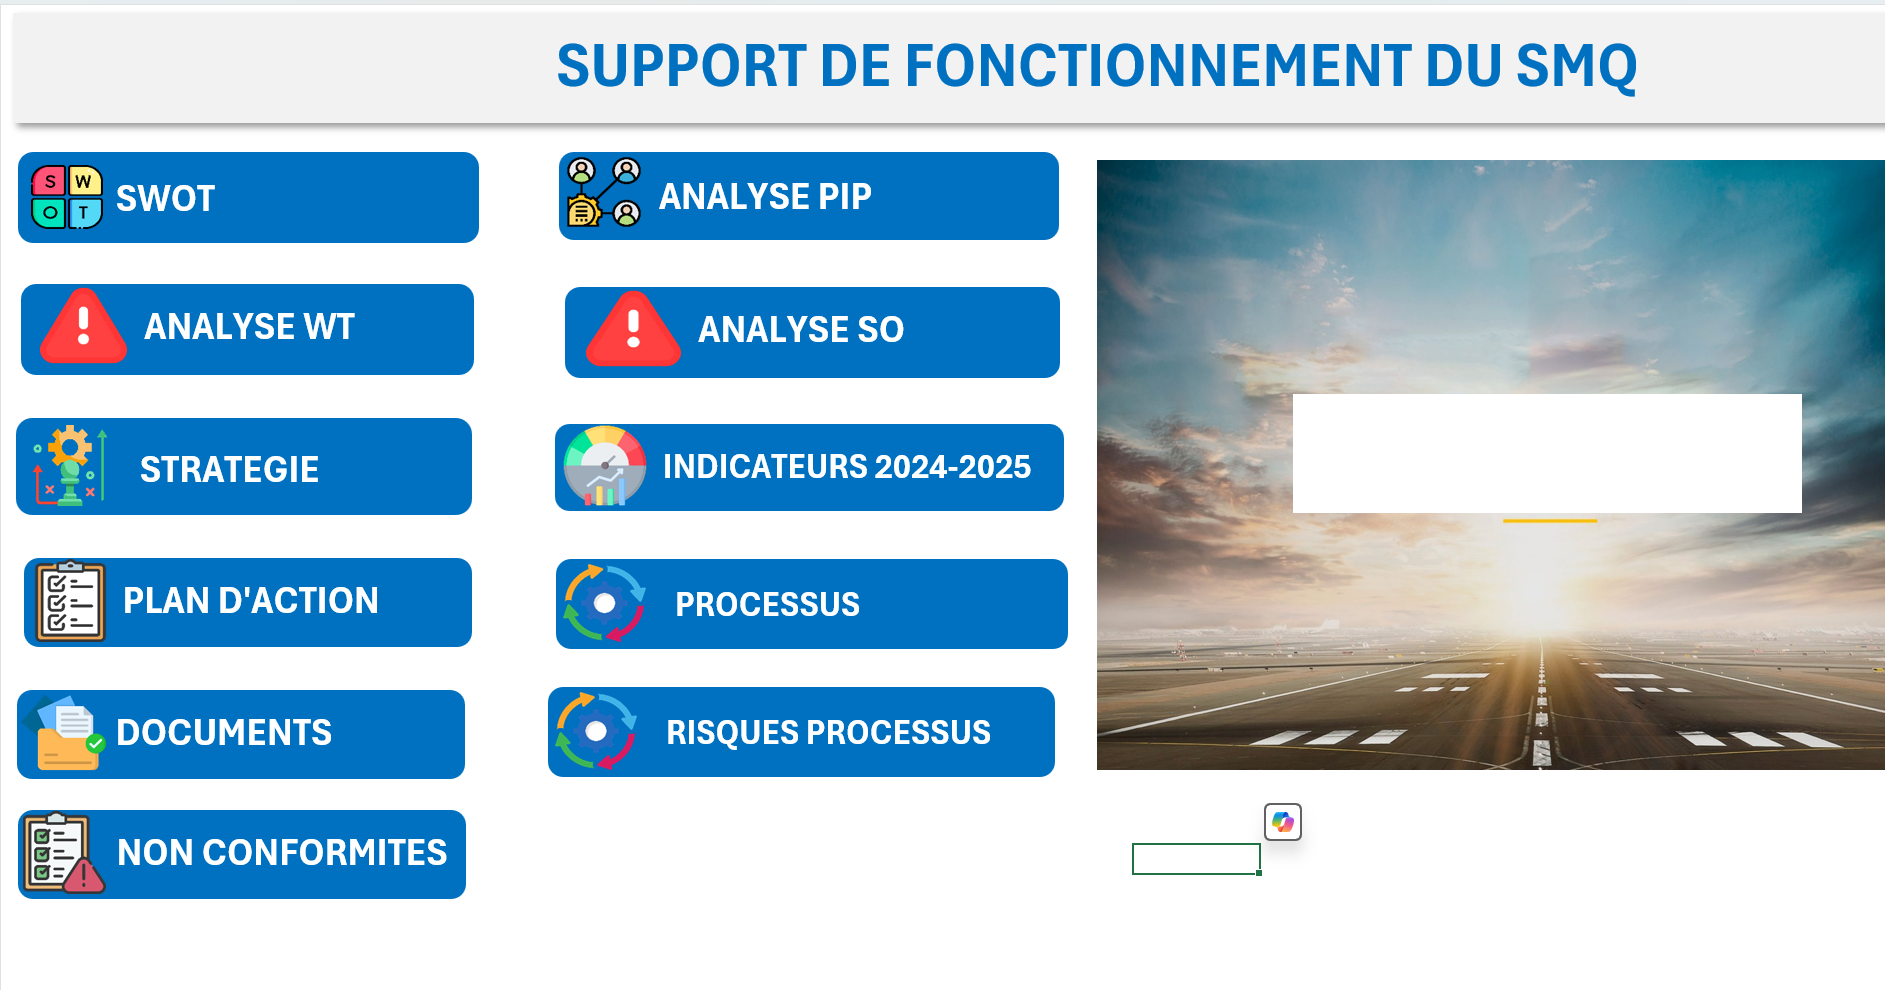 SUPPORT DE FONCTIONNEMENT DU SMQ
S W
O T
SWOT
ANALYSE PIP
ANALYSE WT
ANALYSE SO
STRATEGIE
INDICATEURS 2024-2025
PLAN D'ACTION
PROCESSUS
DOCUMENTS
RISQUES PROCESSUS
NON CONFORMITES